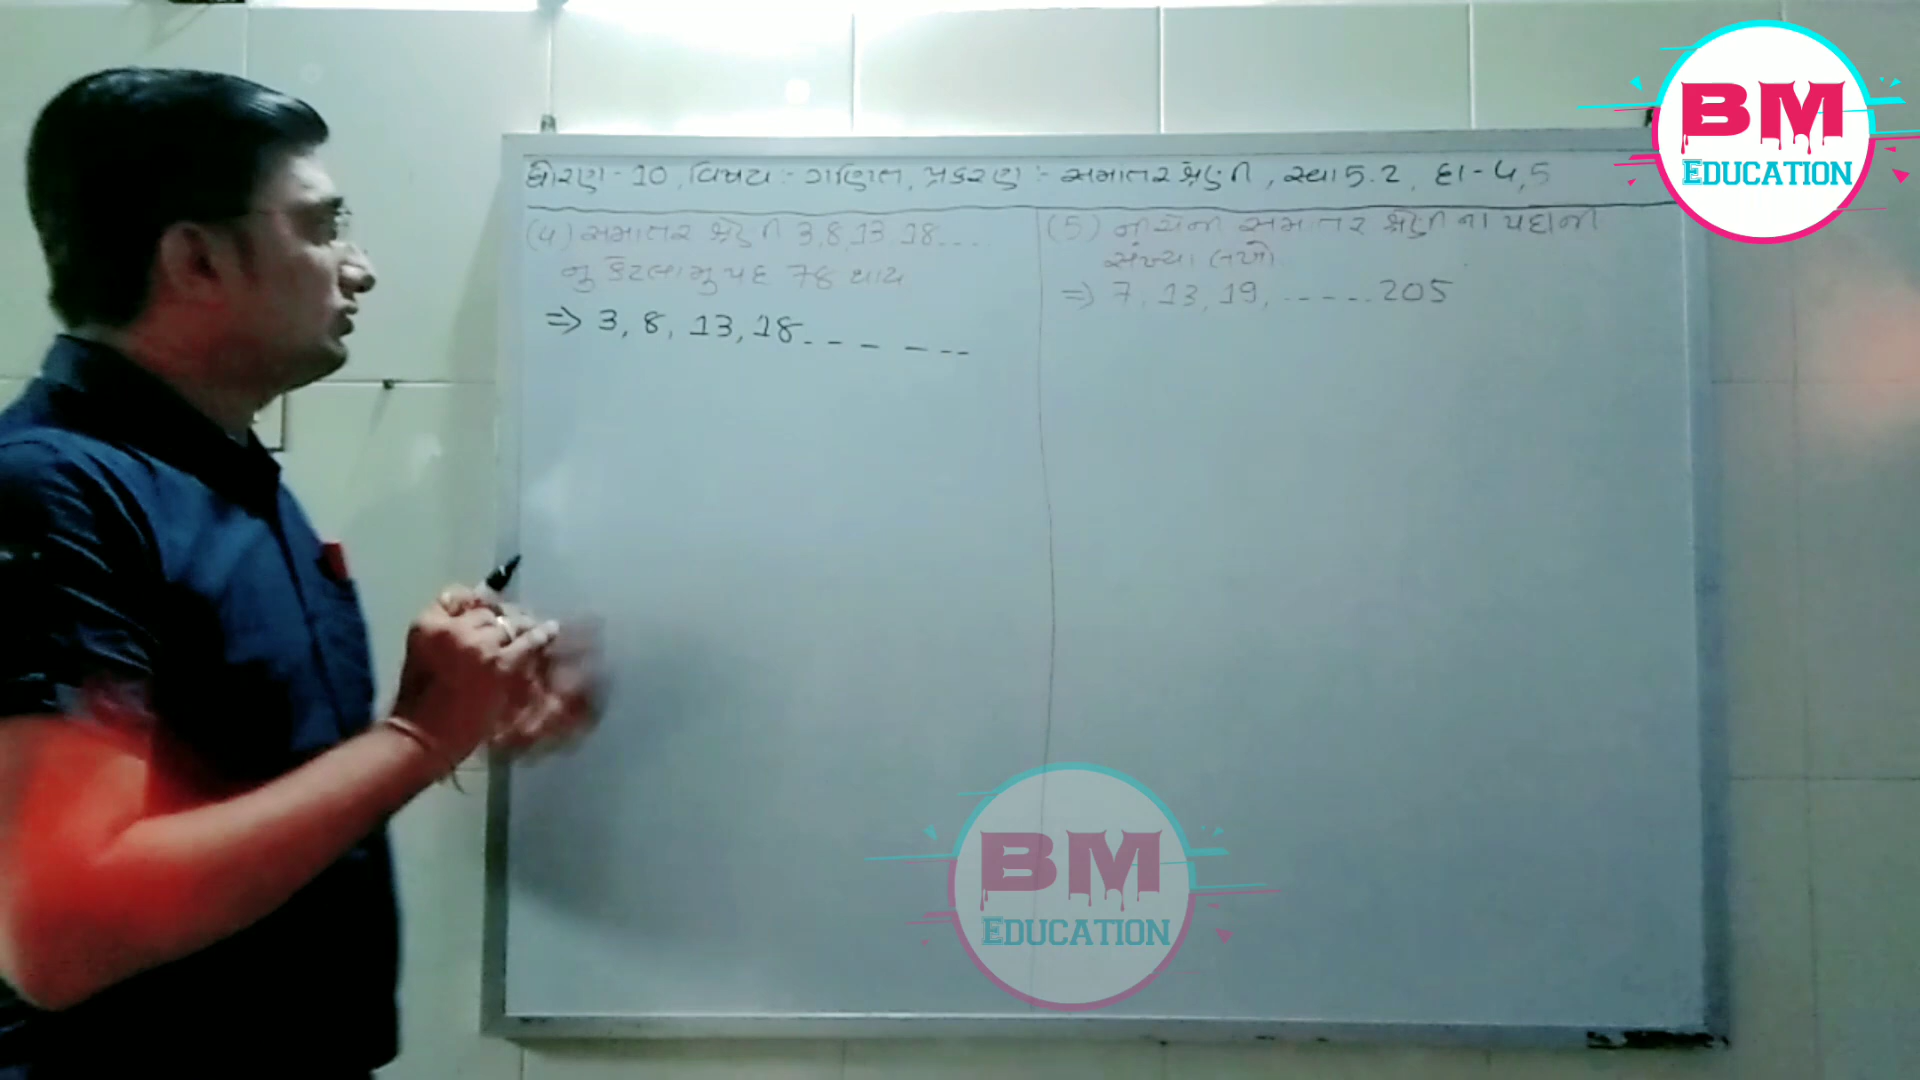 ધોરણ - 10, વિષય :- ગણિત, પ્રકરણ :- સમાતર શ્રેણી, સ્વા 5.2, દા - 4,5
(4) સમાતર શ્રેણી 3,8,13,18....
નુ કેટલામુ પદ 78 થાય
⇒ 3, 8, 13, 18 - - - - - -
(5) નીચેની સમાતર શ્રેણી ના પદોની
સંખ્યા લખો
⇒ 7, 13, 19, ------ 205
BM
EDUCATION
BM
EDUCATION